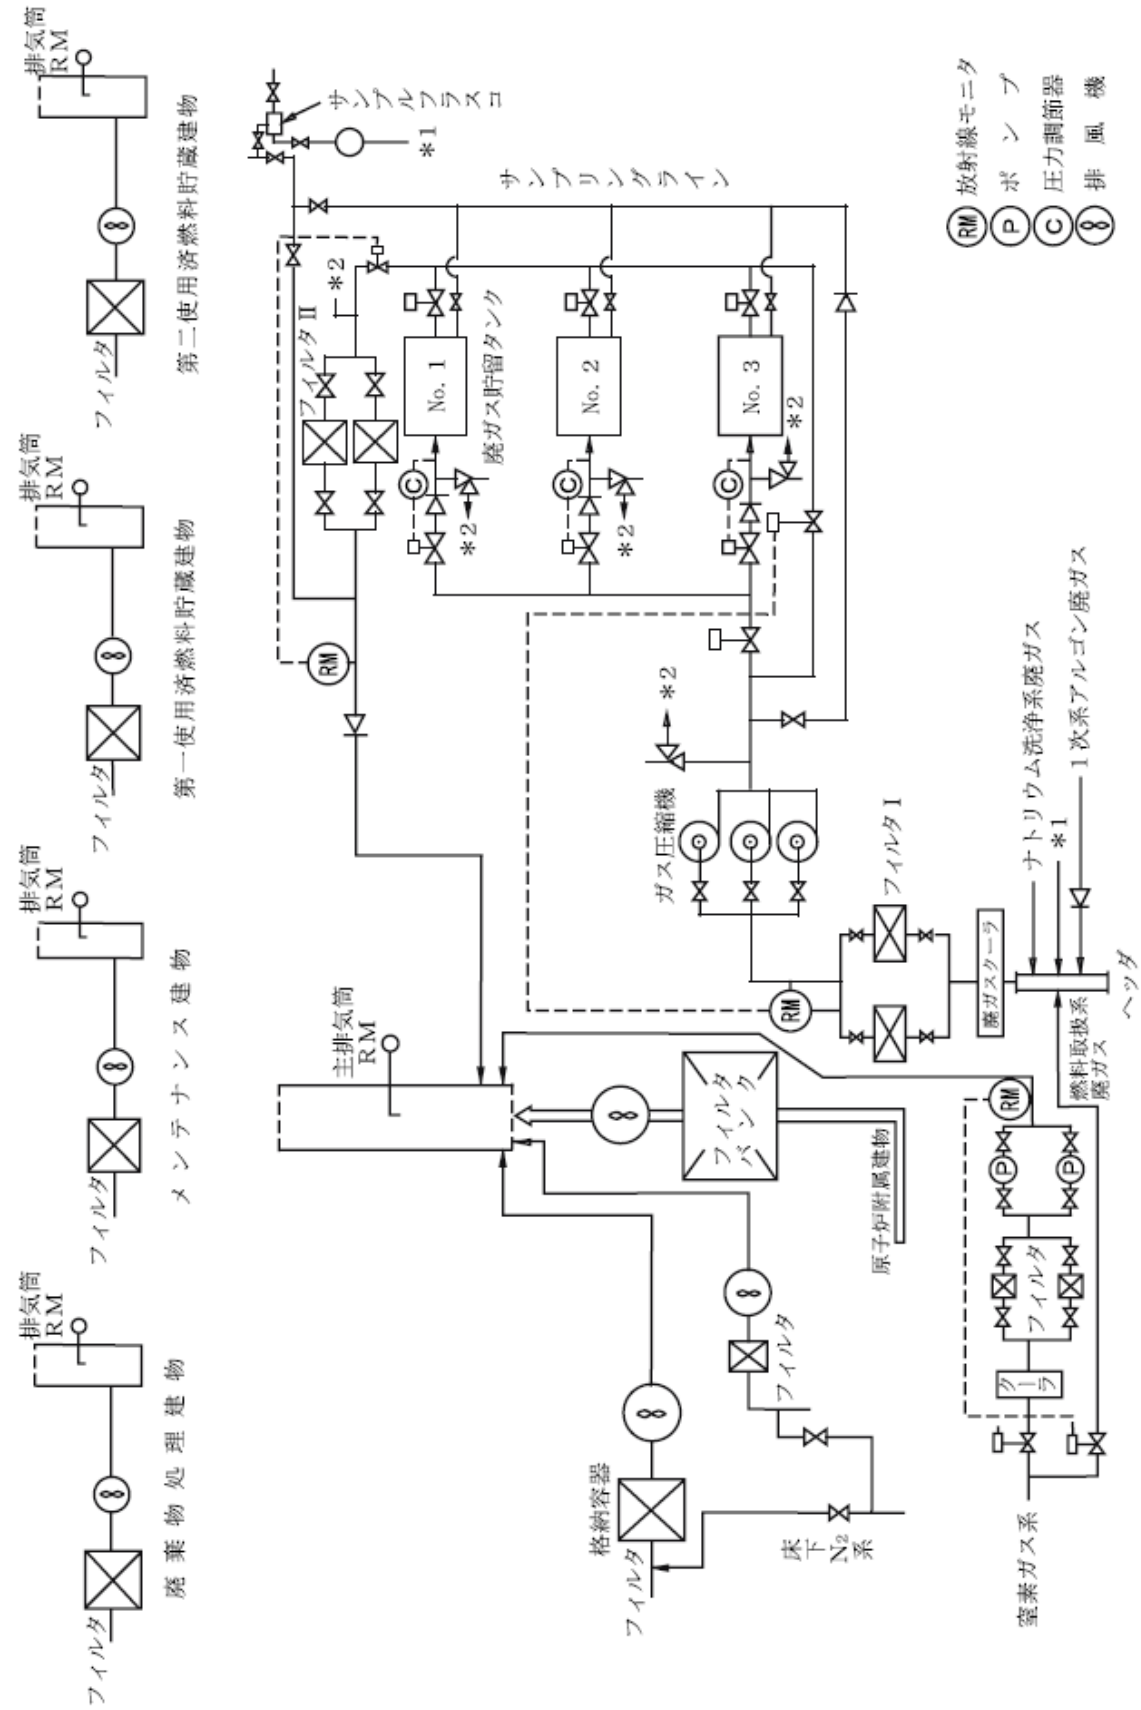 排気筒
RM
フィルタ
廃棄物処理建物
排気筒
RM
フィルタ
メンテナンス建物
排気筒
RM
フィルタ
第一使用済燃料貯蔵建物
排気筒
RM
フィルタ
第二使用済燃料貯蔵建物
主排気筒
RM
RM
フィルタⅡ
*2
サンプルフラスコ
*1
サンプリングライン
No. 1
廃ガス貯留タンク
C
*2
No. 2
C
*2
No. 3
C
*2
*2
ガス圧縮機
RM
フィルタⅠ
廃ガスクーラ
ナトリウム洗浄系廃ガス
*1
1次系アルゴン廃ガス
ヘッダ
燃料取扱系
廃ガス
フィルタ
バンク
原子炉附属建物
フィルタ
格納容器
フィルタ
床下N₂系
RM
P
P
フィルタ
クーラ
窒素ガス系
RM 放射線モニタ
P ポンプ
C 圧力調節器
排風機